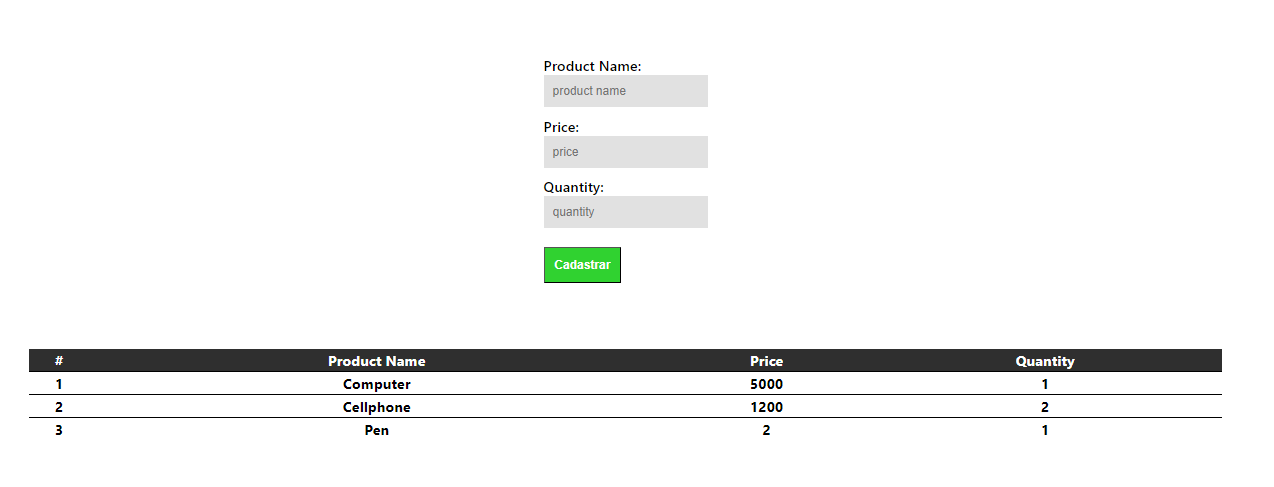 Product Name:
product name
Price:
price
Quantity:
quantity
Cadastrar
# Product Name Price Quantity
1 Computer 5000 1
2 Cellphone 1200 2
3 Pen 2 1